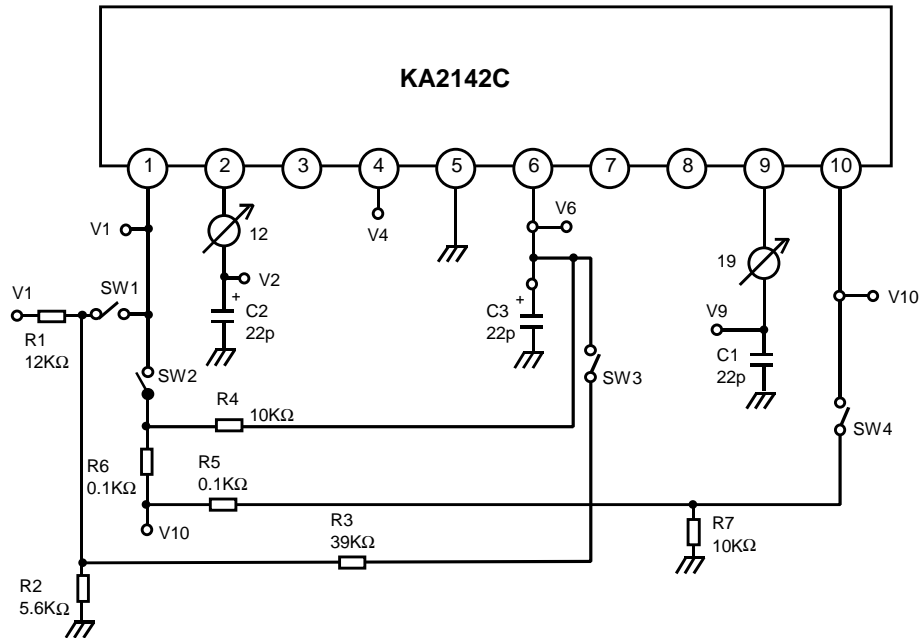 KA2142C
1 2 3 4 5 6 7 8 9 10
V1
12
V4
V6
19
V2
V10
V1
SW1
C2
22p
C3
22p
V9
C1
22p
R1
12KΩ
SW2
SW3
SW4
R4
10KΩ
R6
0.1KΩ
R5
0.1KΩ
V10
R3
39KΩ
R7
10KΩ
R2
5.6KΩ
+
+